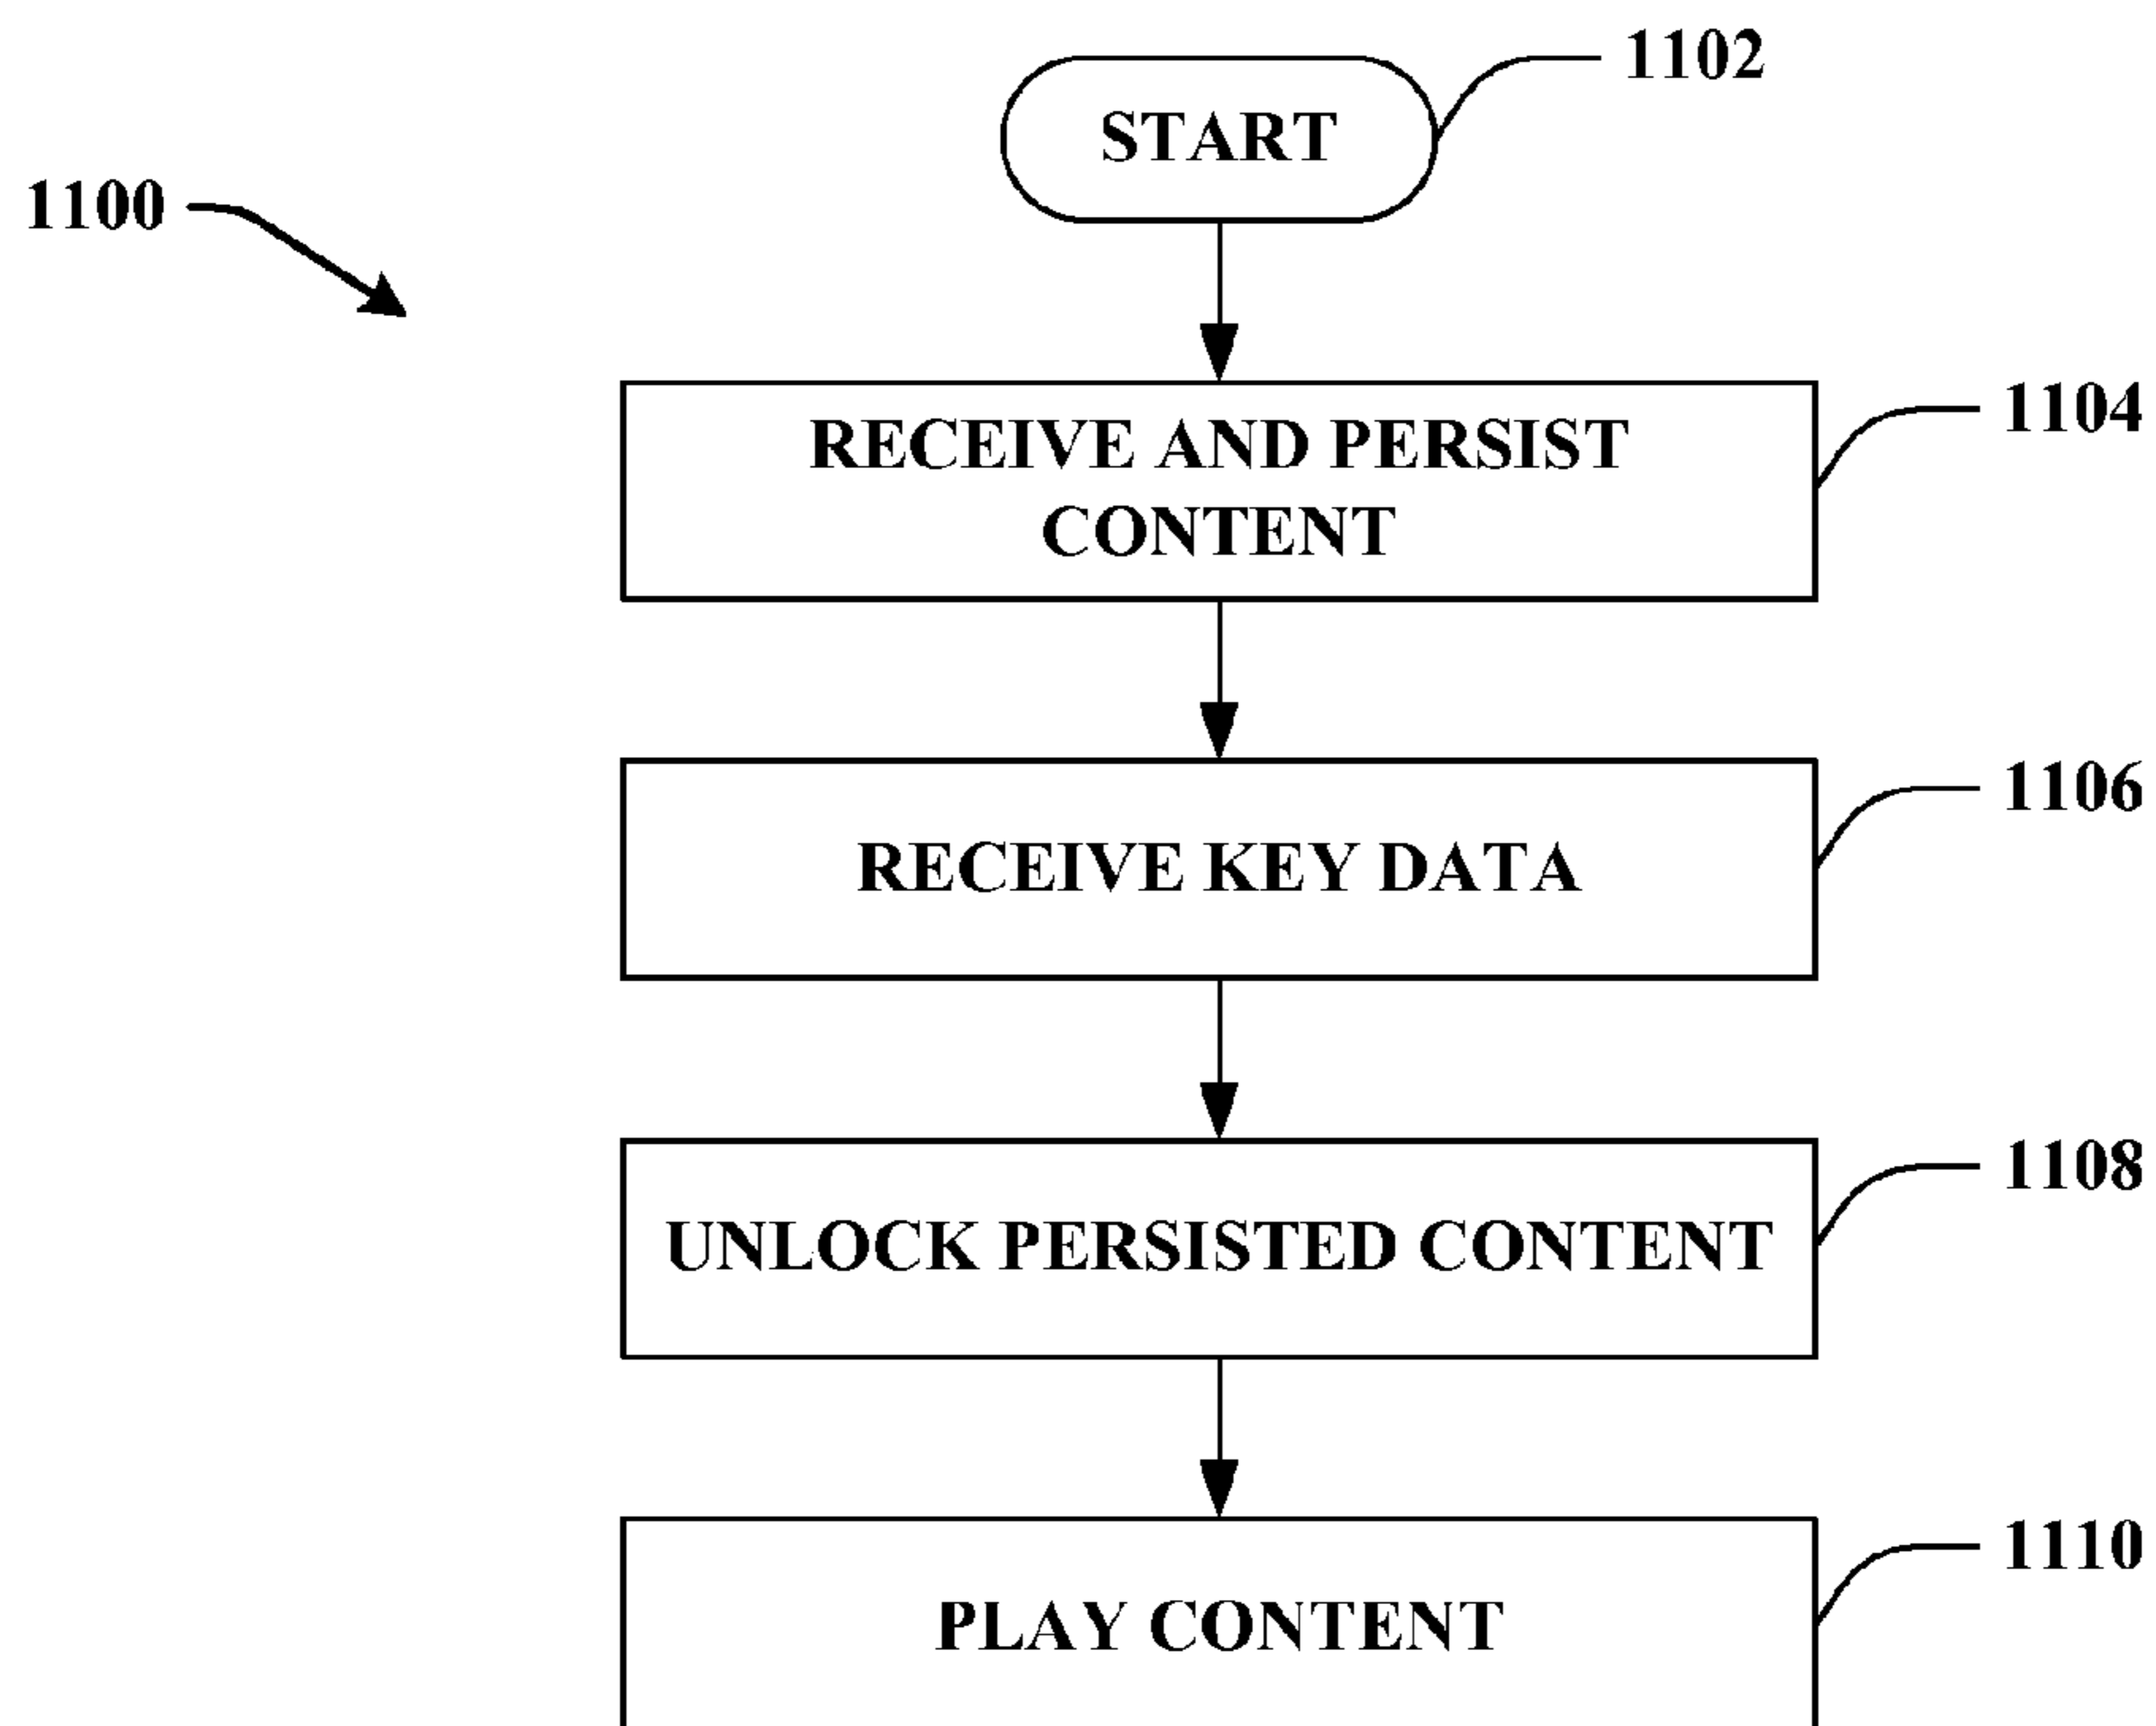 1102
START
1100
1104
RECEIVE AND PERSIST
CONTENT
1106
RECEIVE KEY DATA
1108
UNLOCK PERSISTED CONTENT
1110
PLAY CONTENT